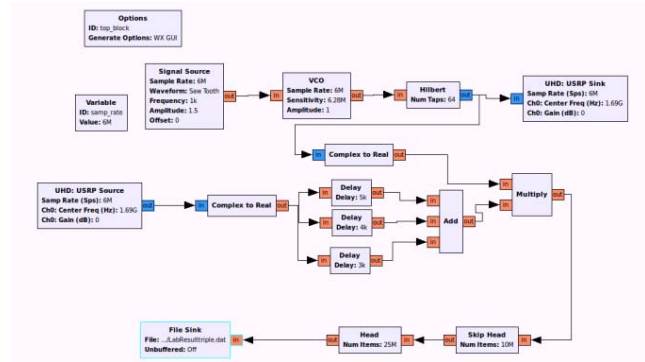 Options
ID: top_block
Generate Options: WX GUI
Variable
ID: samp_rate
Value: 6M
Signal Source
Sample Rate: 6M
Waveform: Saw Tooth
Frequency: 1k
Amplitude: 1.5
Offset: 0
out
in
VCO
Sample Rate: 6M
Sensitivity: 6.28M
Amplitude: 1
out
in
Hilbert
Num Taps: 64
out
in
UHD: USRP Sink
Samp Rate (Sps): 6M
Ch0: Center Freq (Hz): 1.69G
Ch0: Gain (dB): 0
in
Complex to Real
out
UHD: USRP Source
Samp Rate (Sps): 6M
Ch0: Center Freq (Hz): 1.69G
Ch0: Gain (dB): 0
out
in
Complex to Real
out
in
Delay
Delay: 5k
out
in
Delay
Delay: 4k
out
in
Delay
Delay: 3k
out
in
in
in
Add
out
in
in
Multiply
out
File Sink
File: .../LabResulttriple.dat
Unbuffered: Off
in
out
Head
Num Items: 25M
in
out
Skip Head
Num Items: 10M
in